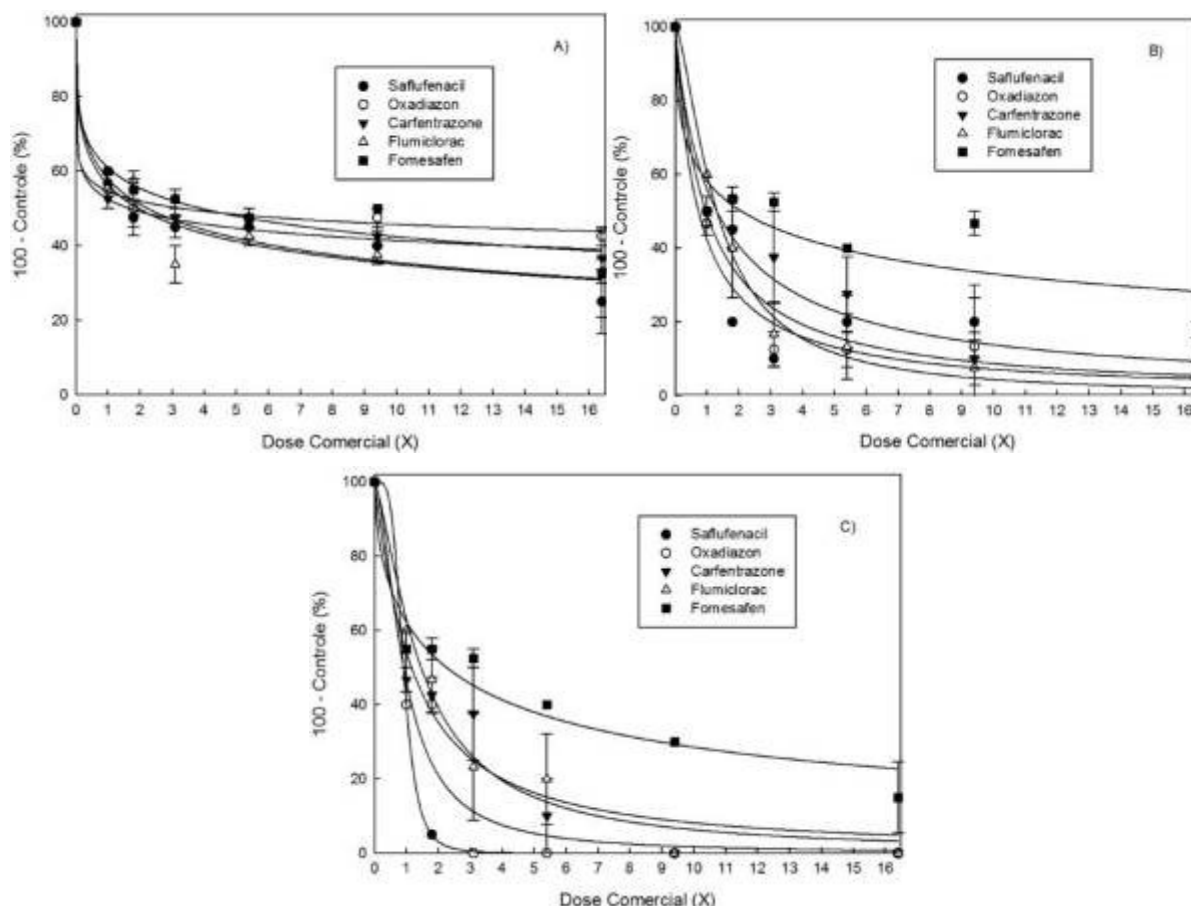 A)
Saflufenacil
Oxadiazon
Carfentrazone
Flumiclorac
Fomesafen
100 - Controle (%)
100
80
60
40
20
0
0 1 2 3 4 5 6 7 8 9 10 11 12 13 14 15 16
Dose Comercial (X)
B)
Saflufenacil
Oxadiazon
Carfentrazone
Flumiclorac
Fomesafen
100 - Controle (%)
100
80
60
40
20
0
0 1 2 3 4 5 6 7 8 9 10 11 12 13 14 15 16
Dose Comercial (X)
C)
Saflufenacil
Oxadiazon
Carfentrazone
Flumiclorac
Fomesafen
100 - Controle (%)
100
80
60
40
20
0
0 1 2 3 4 5 6 7 8 9 10 11 12 13 14 15 16
Dose Comercial (X)